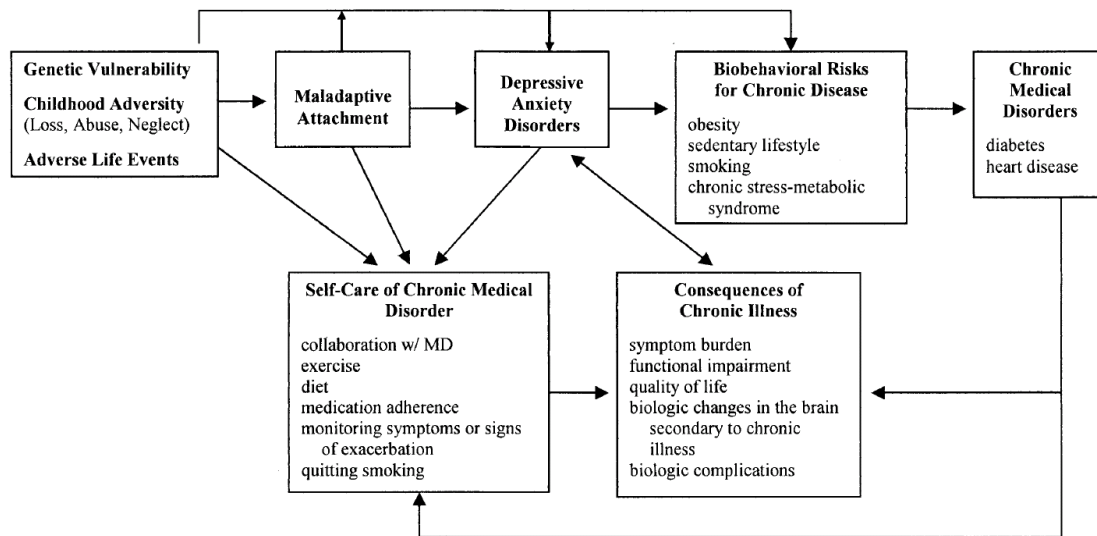 Genetic Vulnerability
Childhood Adversity
(Loss, Abuse, Neglect)
Adverse Life Events
Maladaptive
Attachment
Depressive
Anxiety
Disorders
Biobehavioral Risks
for Chronic Disease
obesity
sedentary lifestyle
smoking
chronic stress-metabolic
syndrome
Chronic
Medical
Disorders
diabetes
heart disease
Self-Care of Chronic Medical
Disorder
collaboration w/ MD
exercise
diet
medication adherence
monitoring symptoms or signs
of exacerbation
quitting smoking
Consequences of
Chronic Illness
symptom burden
functional impairment
quality of life
biologic changes in the brain
secondary to chronic
illness
biologic complications